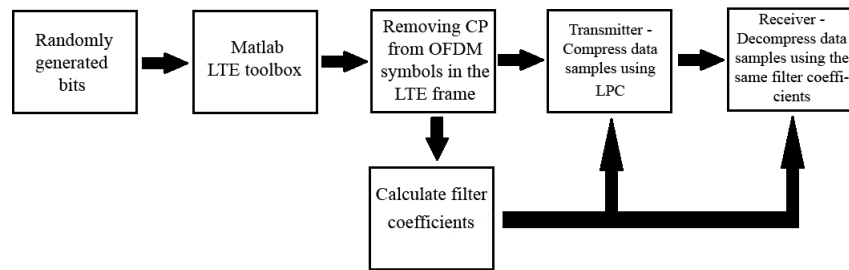 Randomly
generated
bits
Matlab
LTE toolbox
Removing CP
from OFDM
symbols in the
LTE frame
Transmitter -
Compress data
samples using
LPC
Receiver -
Decompress data
samples using the
same filter coeffi-
cients
Calculate filter
coefficients